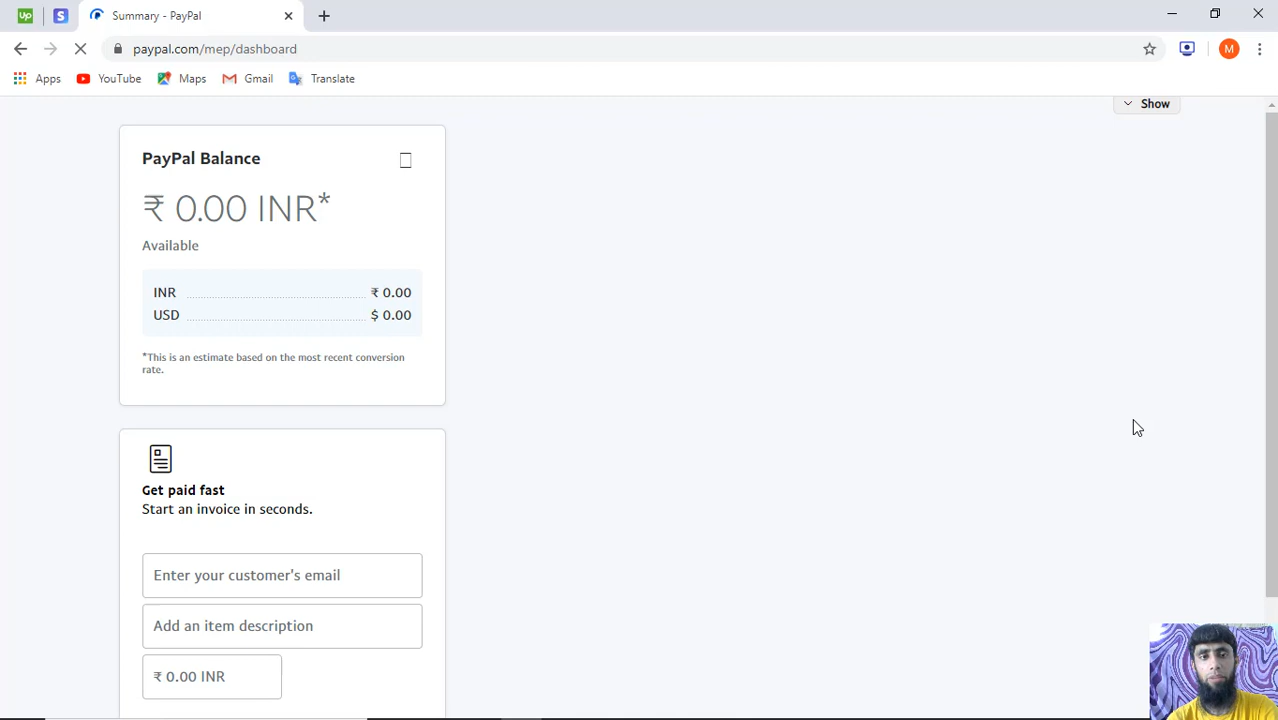 Up
S
Summary - PayPal
paypal.com/mep/dashboard
M
Apps
YouTube
Maps
Gmail
Translate
Show
PayPal Balance
₹ 0.00 INR*
Available
INR ₹ 0.00
USD $ 0.00
*This is an estimate based on the most recent conversion
rate.
Get paid fast
Start an invoice in seconds.
Enter your customer's email
Add an item description
₹ 0.00 INR